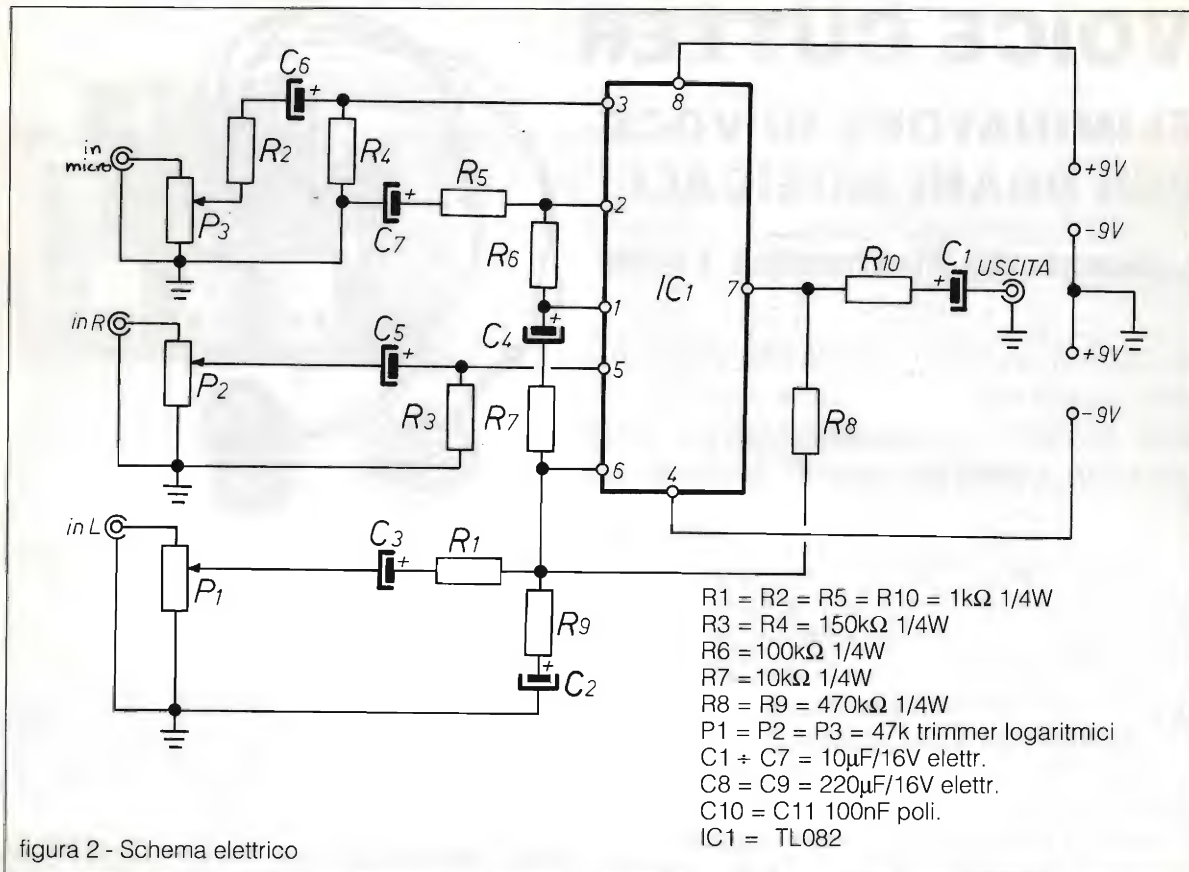 C6
+
3
8
in
micro
R2
R4
P3
C7
+
R5
2
R6
+9V
-9V
1
IC1
7
R10
+
C1
USCITA
in R
C5
+
C4
+
5
P2
R3
R7
R8
+9V
-9V
6
4
in L
C3
+
R1
P1
R9
+
C2
R1 = R2 = R5 = R10 = 1kΩ 1/4W
R3 = R4 = 150kΩ 1/4W
R6 = 100kΩ 1/4W
R7 = 10kΩ 1/4W
R8 = R9 = 470kΩ 1/4W
P1 = P2 = P3 = 47k trimmer logaritmici
C1 ÷ C7 = 10µF/16V elettr.
C8 = C9 = 220µF/16V elettr.
C10 = C11 100nF poli.
IC1 = TL082
figura 2 - Schema elettrico